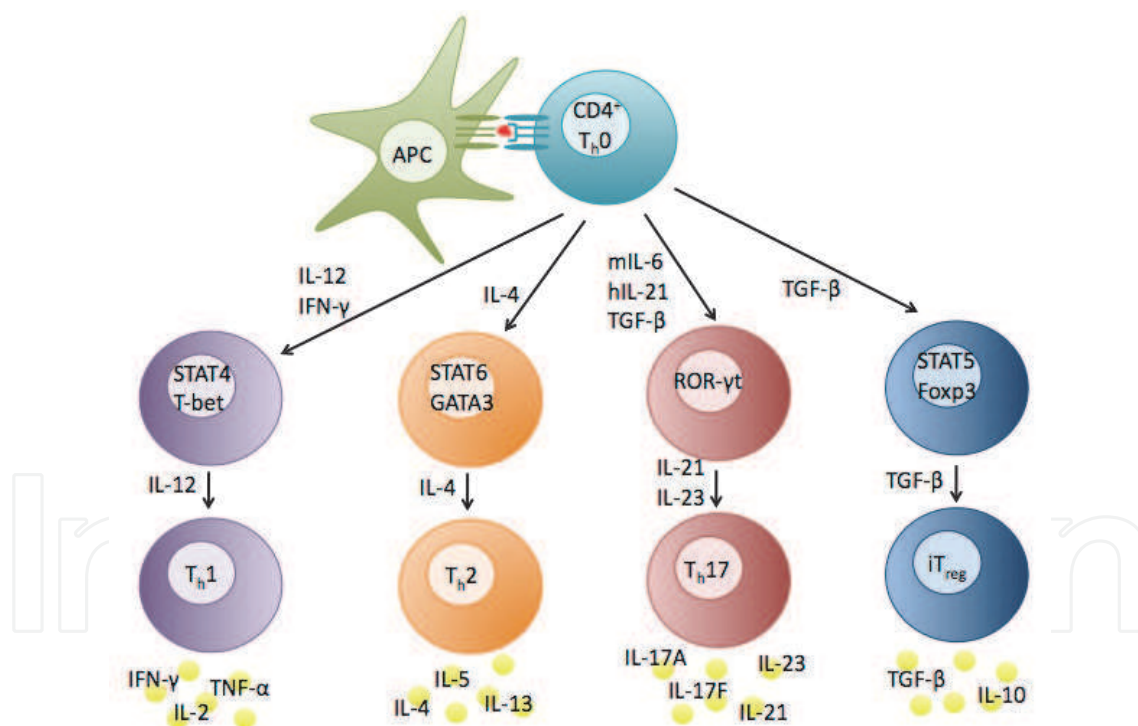 APC
CD4⁺
Tₕ0
IL-12
IFN-γ
IL-4
mIL-6
hIL-21
TGF-β
TGF-β
STAT4
T-bet
STAT6
GATA3
ROR-γt
STAT5
Foxp3
IL-12
IL-4
IL-21
IL-23
TGF-β
Tₕ1
Tₕ2
Tₕ17
iT_reg
IFN-γ
TNF-α
IL-2
IL-5
IL-4
IL-13
IL-17A
IL-23
IL-17F
IL-21
TGF-β
IL-10